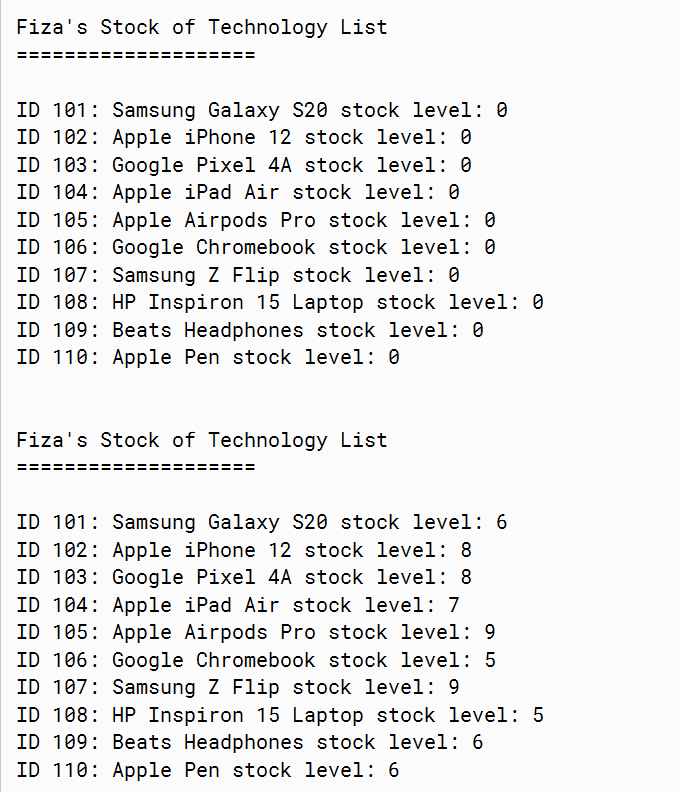 Fiza's Stock of Technology List
====================
ID 101: Samsung Galaxy S20 stock level: 0
ID 102: Apple iPhone 12 stock level: 0
ID 103: Google Pixel 4A stock level: 0
ID 104: Apple iPad Air stock level: 0
ID 105: Apple Airpods Pro stock level: 0
ID 106: Google Chromebook stock level: 0
ID 107: Samsung Z Flip stock level: 0
ID 108: HP Inspiron 15 Laptop stock level: 0
ID 109: Beats Headphones stock level: 0
ID 110: Apple Pen stock level: 0
Fiza's Stock of Technology List
====================
ID 101: Samsung Galaxy S20 stock level: 6
ID 102: Apple iPhone 12 stock level: 8
ID 103: Google Pixel 4A stock level: 8
ID 104: Apple iPad Air stock level: 7
ID 105: Apple Airpods Pro stock level: 9
ID 106: Google Chromebook stock level: 5
ID 107: Samsung Z Flip stock level: 9
ID 108: HP Inspiron 15 Laptop stock level: 5
ID 109: Beats Headphones stock level: 6
ID 110: Apple Pen stock level: 6